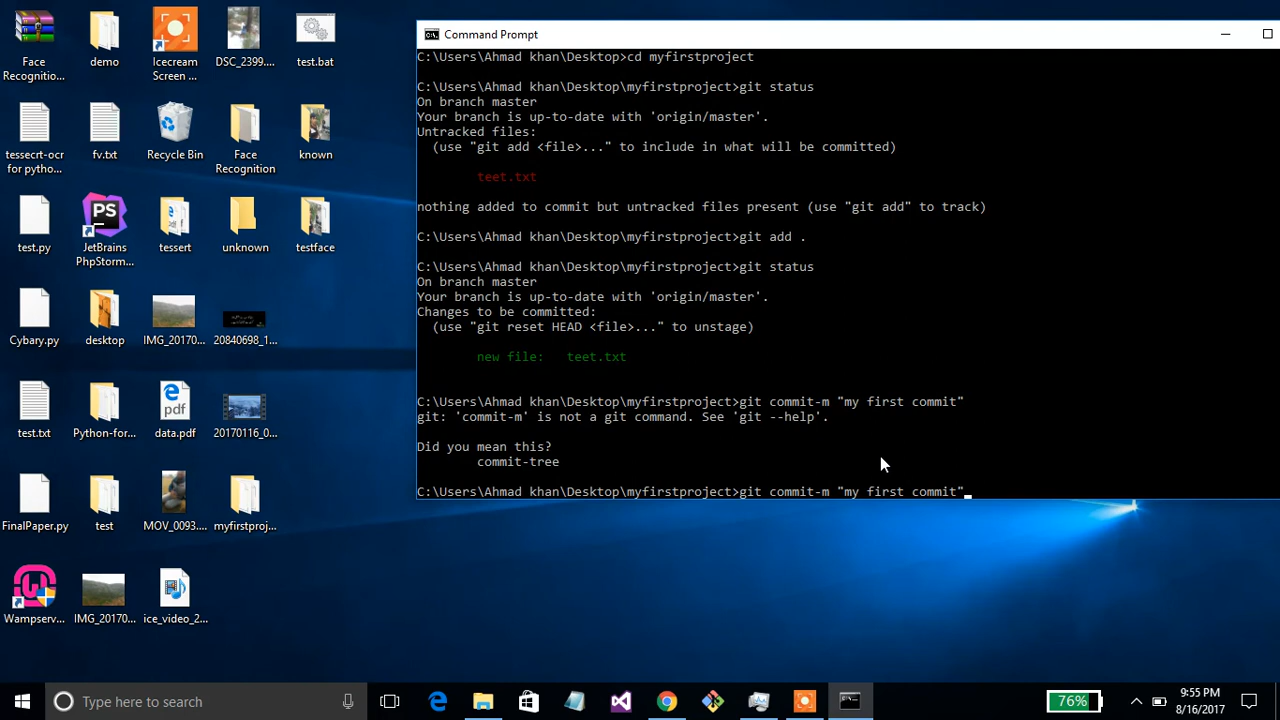 Face
Recognitio...
demo
Icecream
Screen ...
DSC_2399....
test.bat
tessecrt-ocr
for pytho...
fv.txt
Recycle Bin
Face
Recognition
known
test.py
PS
JetBrains
PhpStorm...
tessert
unknown
testface
Cybary.py
desktop
IMG_20170...
20840698_1...
test.txt
Python-for...
pdf
data.pdf
20170116_0...
FinalPaper.py
test
MOV_0093....
myfirstproj...
Wampserv...
IMG_20170...
ice_video_2...
Command Prompt
C:\Users\Ahmad khan\Desktop>cd myfirstproject
C:\Users\Ahmad khan\Desktop\myfirstproject>git status
On branch master
Your branch is up-to-date with 'origin/master'.
Untracked files:
(use "git add <file>..." to include in what will be committed)
teet.txt
nothing added to commit but untracked files present (use "git add" to track)
C:\Users\Ahmad khan\Desktop\myfirstproject>git add .
C:\Users\Ahmad khan\Desktop\myfirstproject>git status
On branch master
Your branch is up-to-date with 'origin/master'.
Changes to be committed:
(use "git reset HEAD <file>..." to unstage)
new file:   teet.txt
C:\Users\Ahmad khan\Desktop\myfirstproject>git commit-m "my first commit"
git: 'commit-m' is not a git command. See 'git --help'.
Did you mean this?
commit-tree
C:\Users\Ahmad khan\Desktop\myfirstproject>git commit-m "my first commit"
Type here to search
76%
9:55 PM
8/16/2017